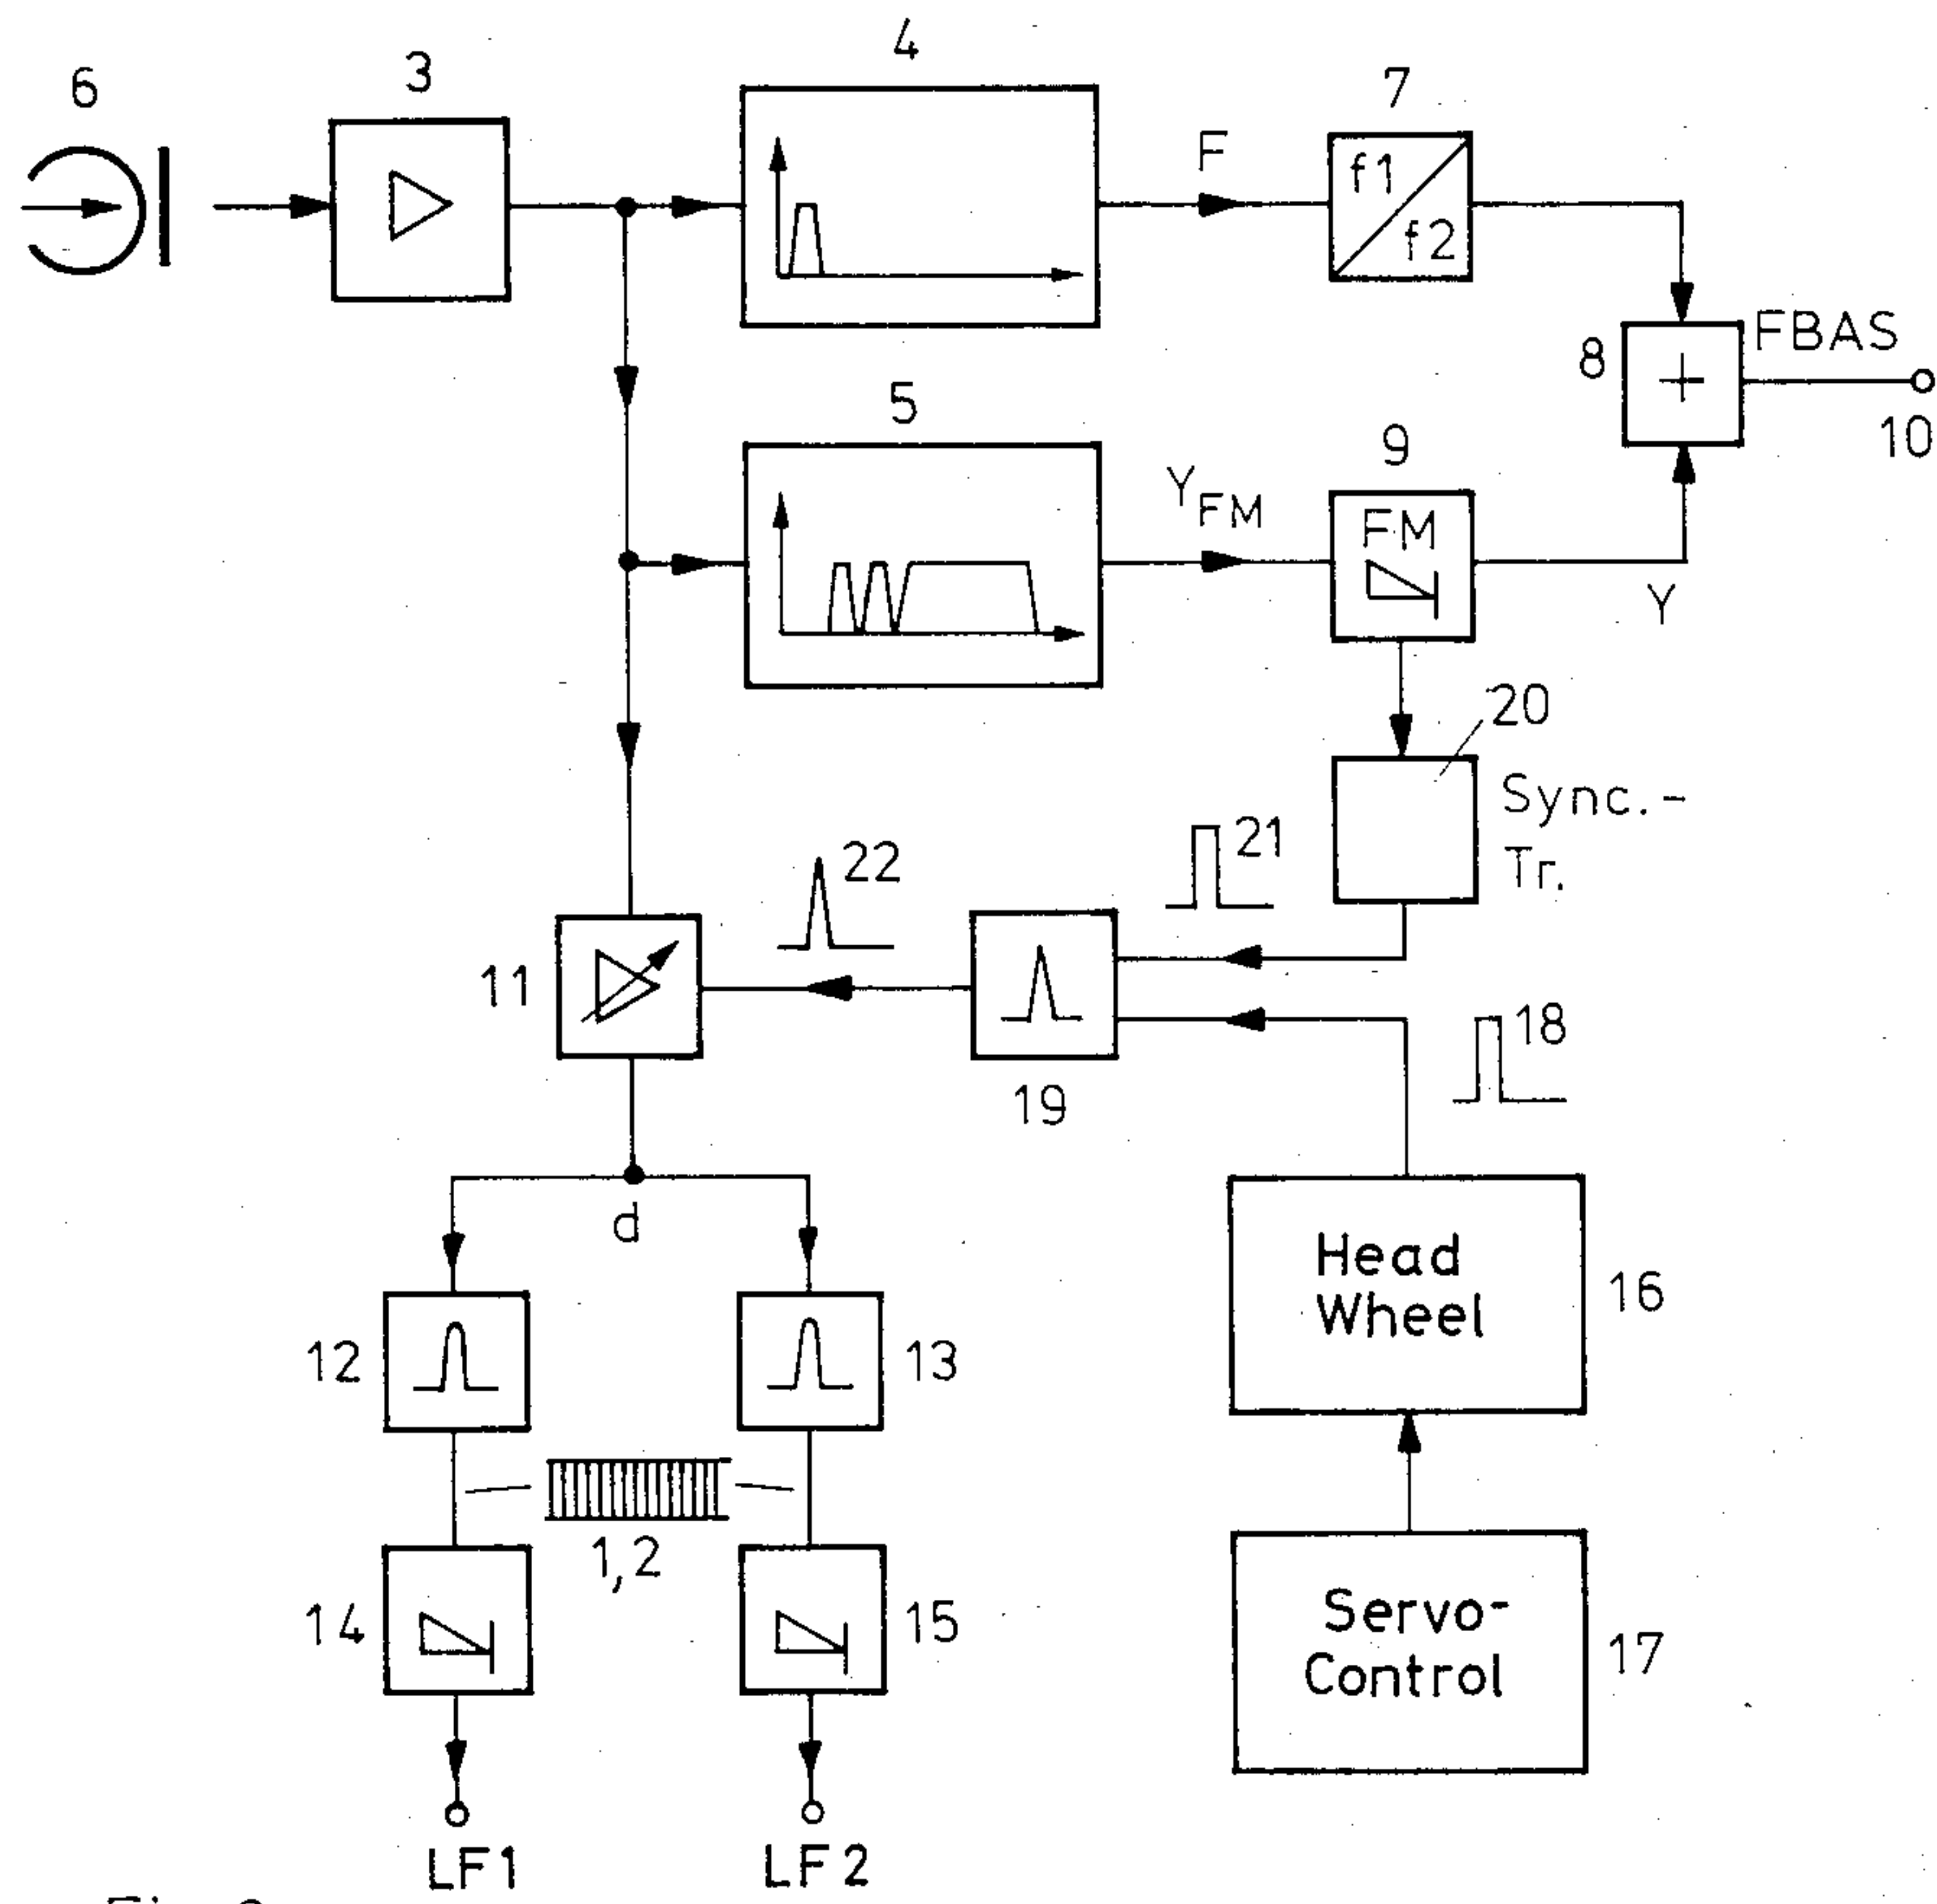 4
3
7
6
F
f1
f2
FBAS
8
+
5
10
9
Y FM
FM
Y
20
Sync.-
Tr.
21
22
11
18
19
d
Head
Wheel
16
12
13
1,2
14
15
Servo-
Control
17
LF1
LF2